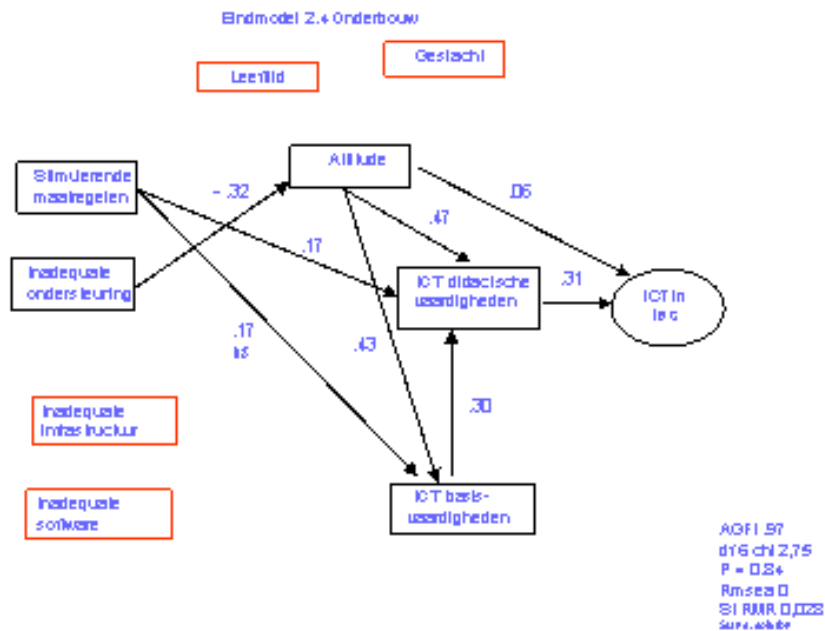 Eindmodel 2.4 Onderbouw
Geslacht
Leeftijd
Attitude
Stimulerende
maatregelen
- .32
.06
.47
.17
Inadequate
ondersteuning
ICT didacische
vaardigheden
.31
ICT in
.17
ns
.43
.30
Inadequate
infrastructuur
Inadequate
software
ICT basis-
vaardigheden
AGFI .97
df 6 chi 2,75
P = 0.84
Rmsea 0
St RMR 0,028